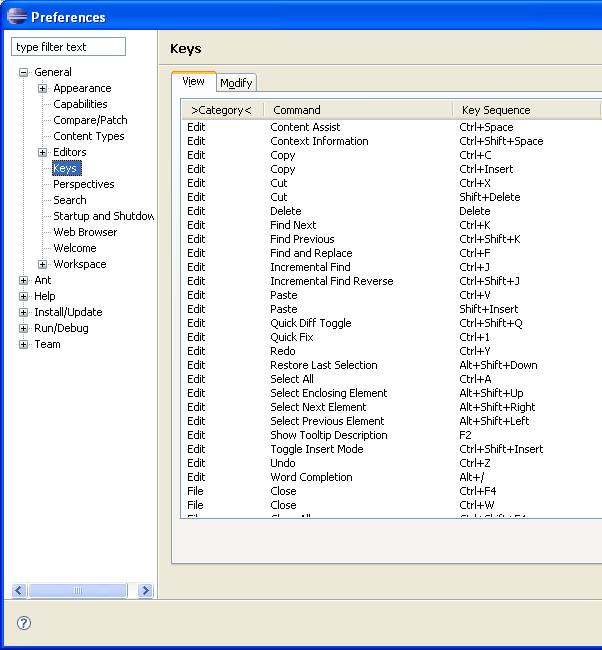 Preferences
type filter text
General
Appearance
Capabilities
Compare/Patch
Content Types
Editors
Keys
Perspectives
Search
Startup and Shutdow
Web Browser
Welcome
Workspace
Ant
Help
Install/Update
Run/Debug
Team
Keys
View Modify
>Category< Command Key Sequence
Edit Content Assist Ctrl+Space
Edit Context Information Ctrl+Shift+Space
Edit Copy Ctrl+C
Edit Copy Ctrl+Insert
Edit Cut Ctrl+X
Edit Cut Shift+Delete
Edit Delete Delete
Edit Find Next Ctrl+K
Edit Find Previous Ctrl+Shift+K
Edit Find and Replace Ctrl+F
Edit Incremental Find Ctrl+J
Edit Incremental Find Reverse Ctrl+Shift+J
Edit Paste Ctrl+V
Edit Paste Shift+Insert
Edit Quick Diff Toggle Ctrl+Shift+Q
Edit Quick Fix Ctrl+1
Edit Redo Ctrl+Y
Edit Restore Last Selection Alt+Shift+Down
Edit Select All Ctrl+A
Edit Select Enclosing Element Alt+Shift+Up
Edit Select Next Element Alt+Shift+Right
Edit Select Previous Element Alt+Shift+Left
Edit Show Tooltip Description F2
Edit Toggle Insert Mode Ctrl+Shift+Insert
Edit Undo Ctrl+Z
Edit Word Completion Alt+/
File Close Ctrl+F4
File Close Ctrl+W